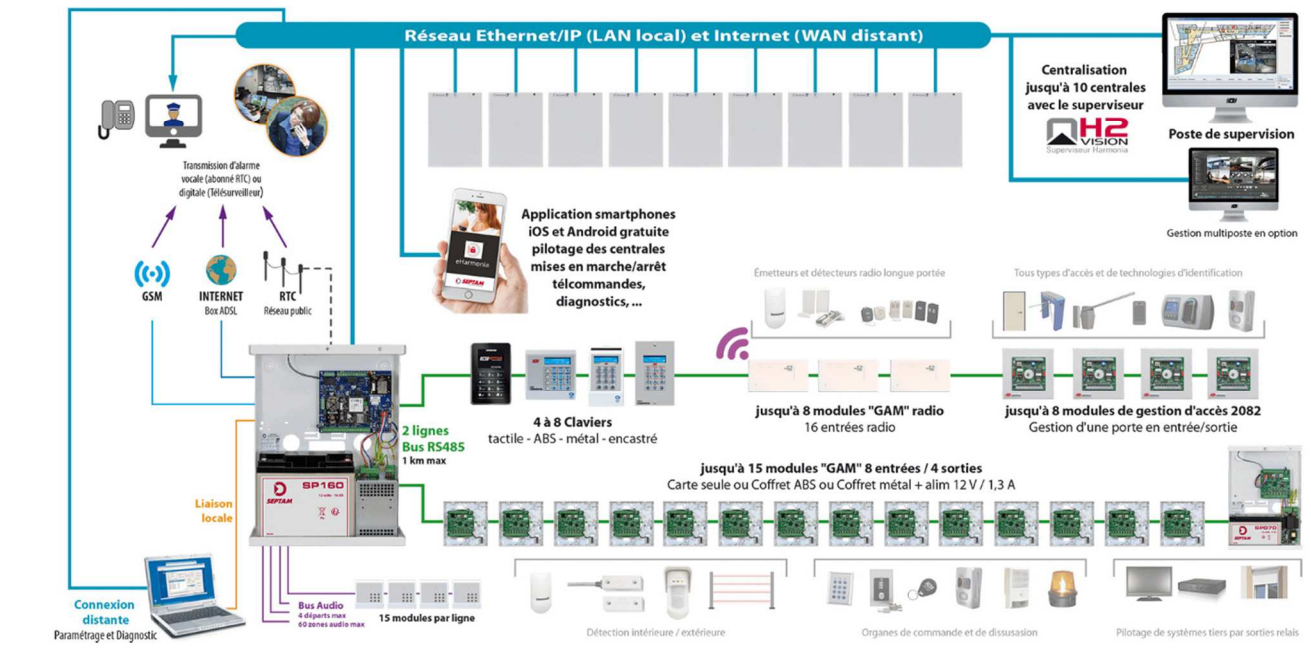 Réseau Ethernet/IP (LAN local) et Internet (WAN distant)
Centralisation
jusqu'à 10 centrales
avec le superviseur
H2
VISION
Superviseur Harmonia
Poste de supervision
Gestion multiposte en option
Transmission d'alarme
vocale (abonné RTC) ou
digitale (Télésurveilleur)
GSM
INTERNET
Box ADSL
RTC
Réseau public
eHarmonia
SEPTAM
Application smartphones
iOS et Android gratuite
pilotage des centrales
mises en marche/arrêt
télcommandes,
diagnostics, ...
Émetteurs et détecteurs radio longue portée
Tous types d'accès et de technologies d'identification
2 lignes
Bus RS485
1 km max
4 à 8 Claviers
tactile - ABS - métal - encastré
jusqu'à 8 modules "GAM" radio
16 entrées radio
jusqu'à 8 modules de gestion d'accès 2082
Gestion d'une porte en entrée/sortie
jusqu'à 15 modules "GAM" 8 entrées / 4 sorties
Carte seule ou Coffret ABS ou Coffret métal + alim 12 V / 1,3 A
SP160
SEPTAM
SP270
Liaison
locale
Connexion
distante
Paramétrage et Diagnostic
Bus Audio
4 départs max
60 zones audio max
15 modules par ligne
Détection intérieure / extérieure
Organes de commande et de dissusasion
Pilotage de systèmes tiers par sorties relais